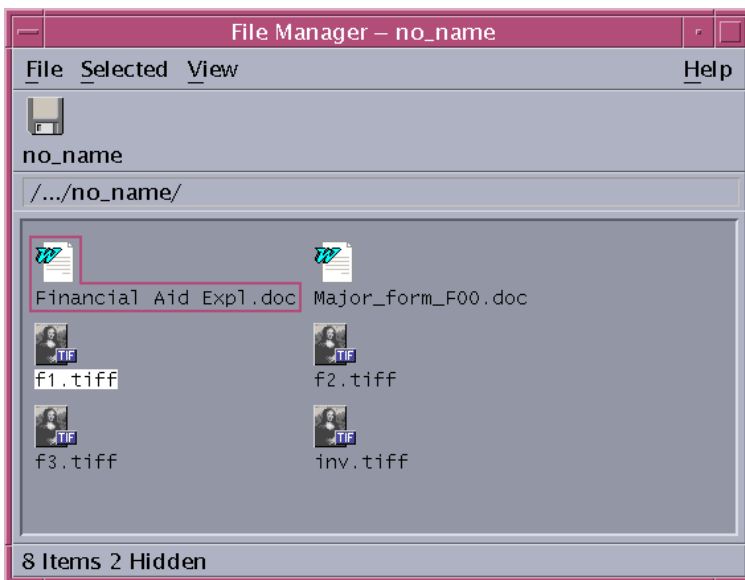 File Manager – no_name
File Selected View Help
no_name
/.../no_name/
W W
Financial Aid Expl.doc Major_form_F00.doc
TIF TIF
f1.tiff f2.tiff
TIF TIF
f3.tiff inv.tiff
8 Items 2 Hidden